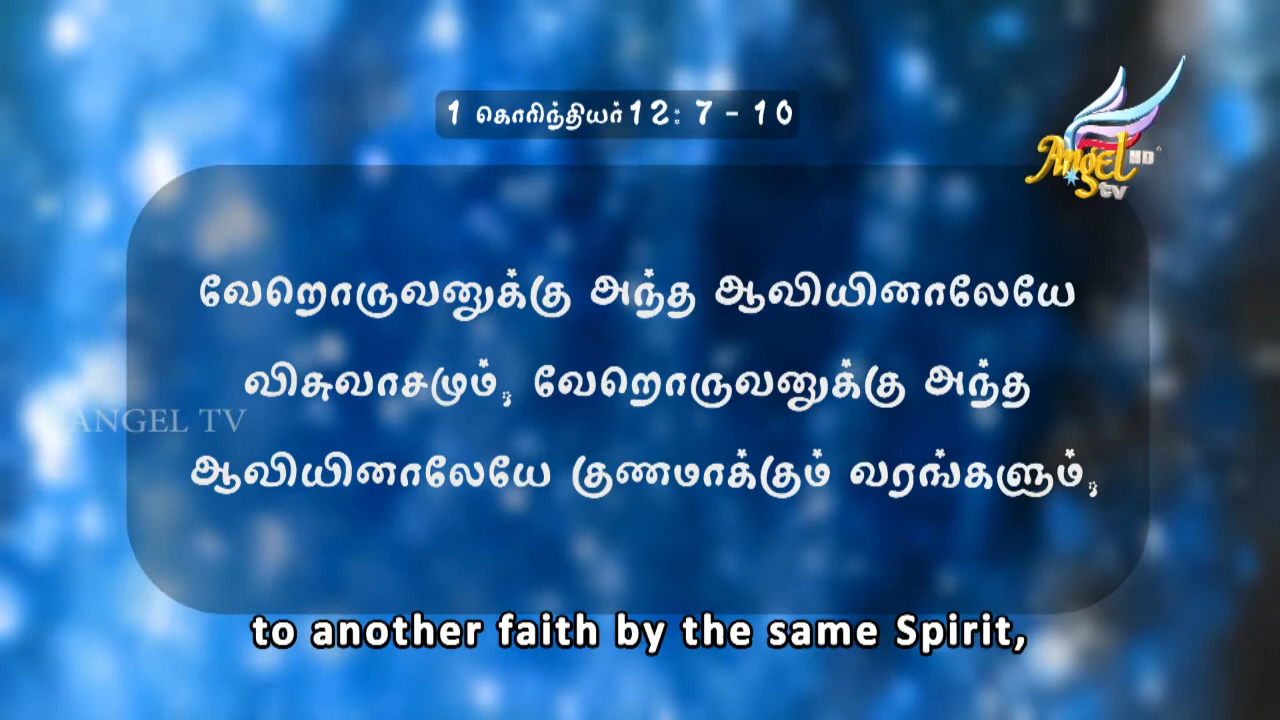 1 கொரிந்தியர்12: 7 - 10
Angel HD
tv
வேறொருவனுக்கு அந்த ஆவியினாலேயே
விசுவாசமும், வேறொருவனுக்கு அந்த
ANGEL TV
ஆவியினாலேயே குணமாக்கும் வரங்களும்,
to another faith by the same Spirit,